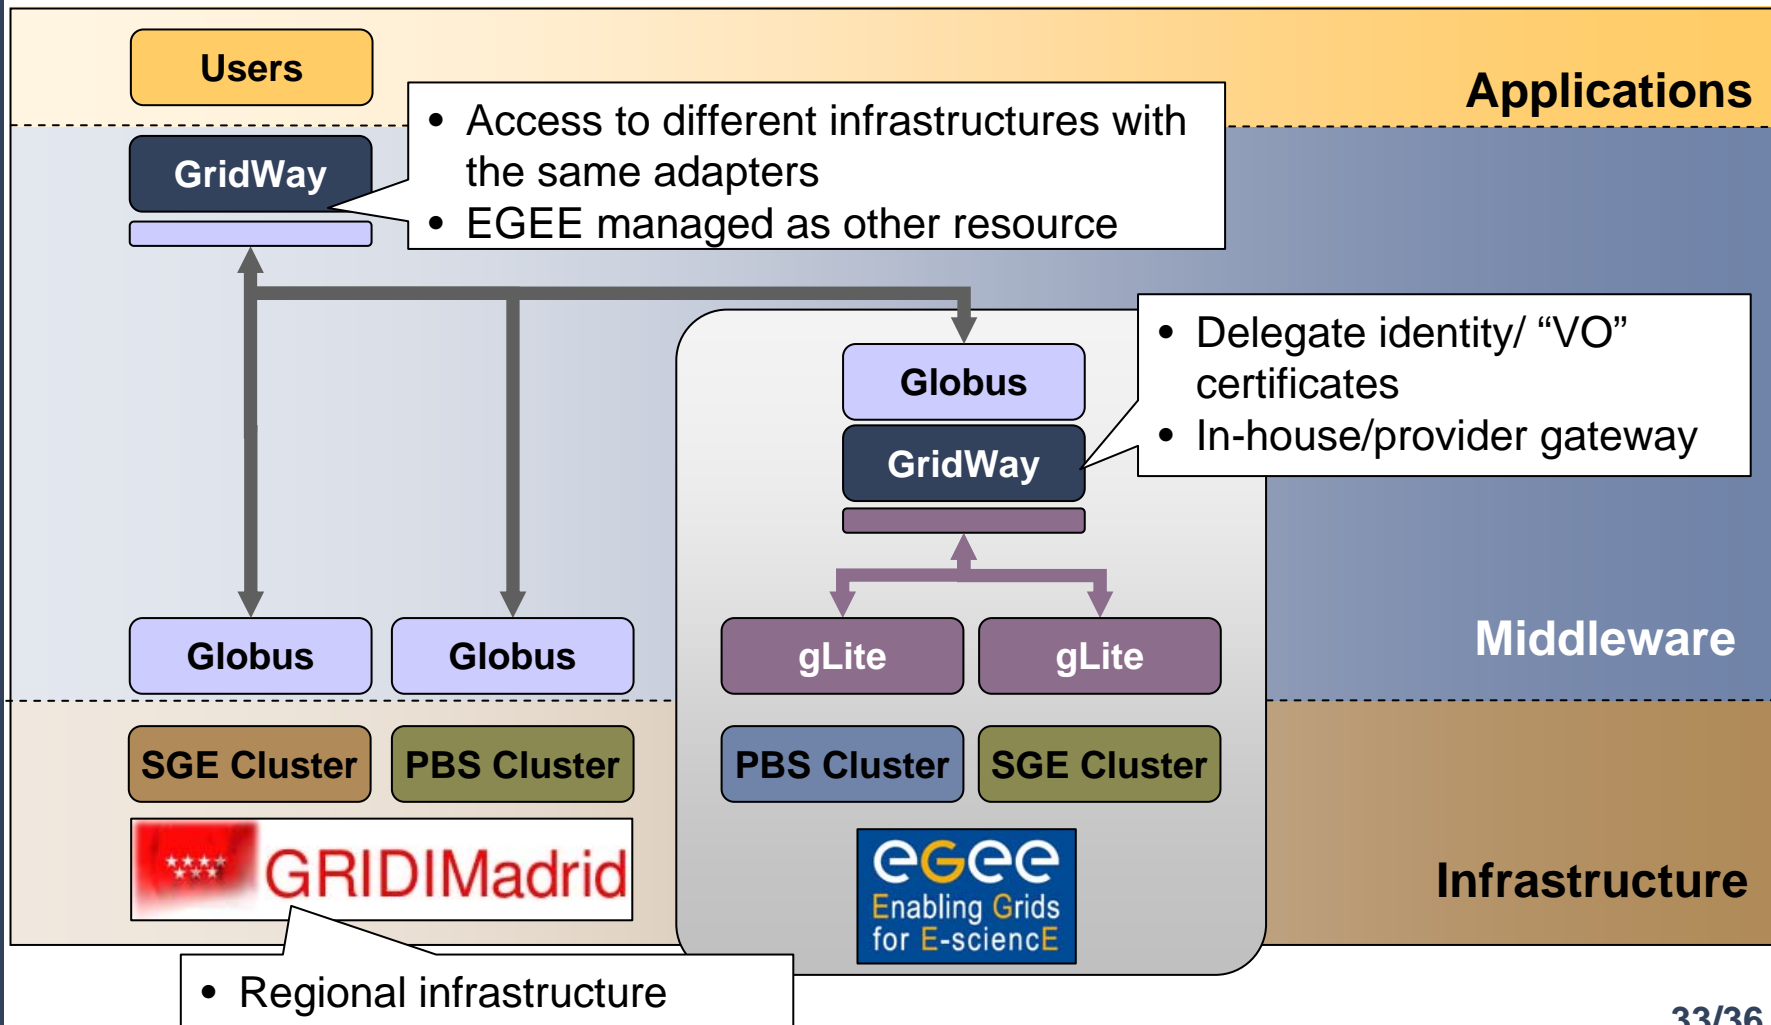 Users
Applications
• Access to different infrastructures with
the same adapters
• EGEE managed as other resource
GridWay
• Delegate identity/ “VO”
certificates
• In-house/provider gateway
Globus
GridWay
Globus
Globus
gLite
gLite
Middleware
SGE Cluster
PBS Cluster
PBS Cluster
SGE Cluster
GRIDIMadrid
egee
Enabling Grids
for E-sciencE
Infrastructure
• Regional infrastructure
33/36